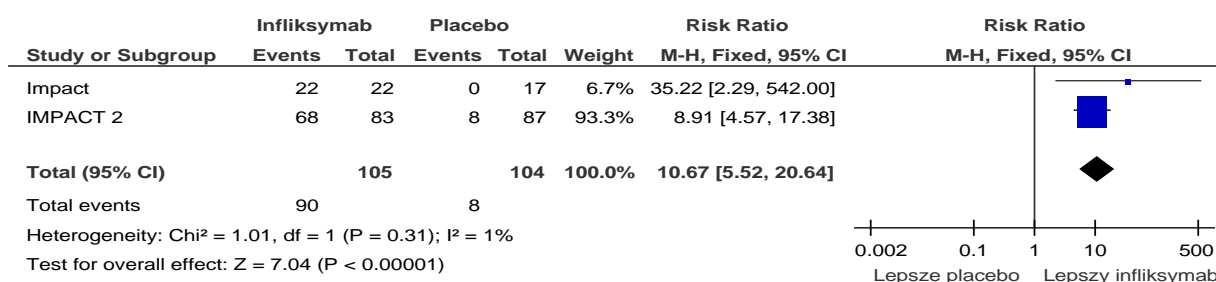 Infliksymab Placebo Risk Ratio Risk Ratio
Study or Subgroup Events Total Events Total Weight M-H, Fixed, 95% CI M-H, Fixed, 95% CI
Impact 22 22 0 17 6.7% 35.22 [2.29, 542.00]
IMPACT 2 68 83 8 87 93.3% 8.91 [4.57, 17.38]
Total (95% CI) 105 104 100.0% 10.67 [5.52, 20.64]
Total events 90 8
Heterogeneity: Chi² = 1.01, df = 1 (P = 0.31); I² = 1%
Test for overall effect: Z = 7.04 (P < 0.00001)
0.002 0.1 1 10 500
Lepsze placebo Lepszy infliksymab